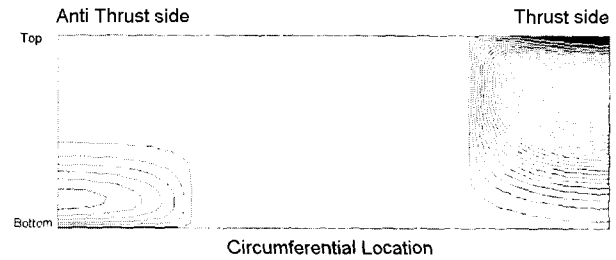 Anti Thrust side
Thrust side
Top
Bottom
Circumferential Location